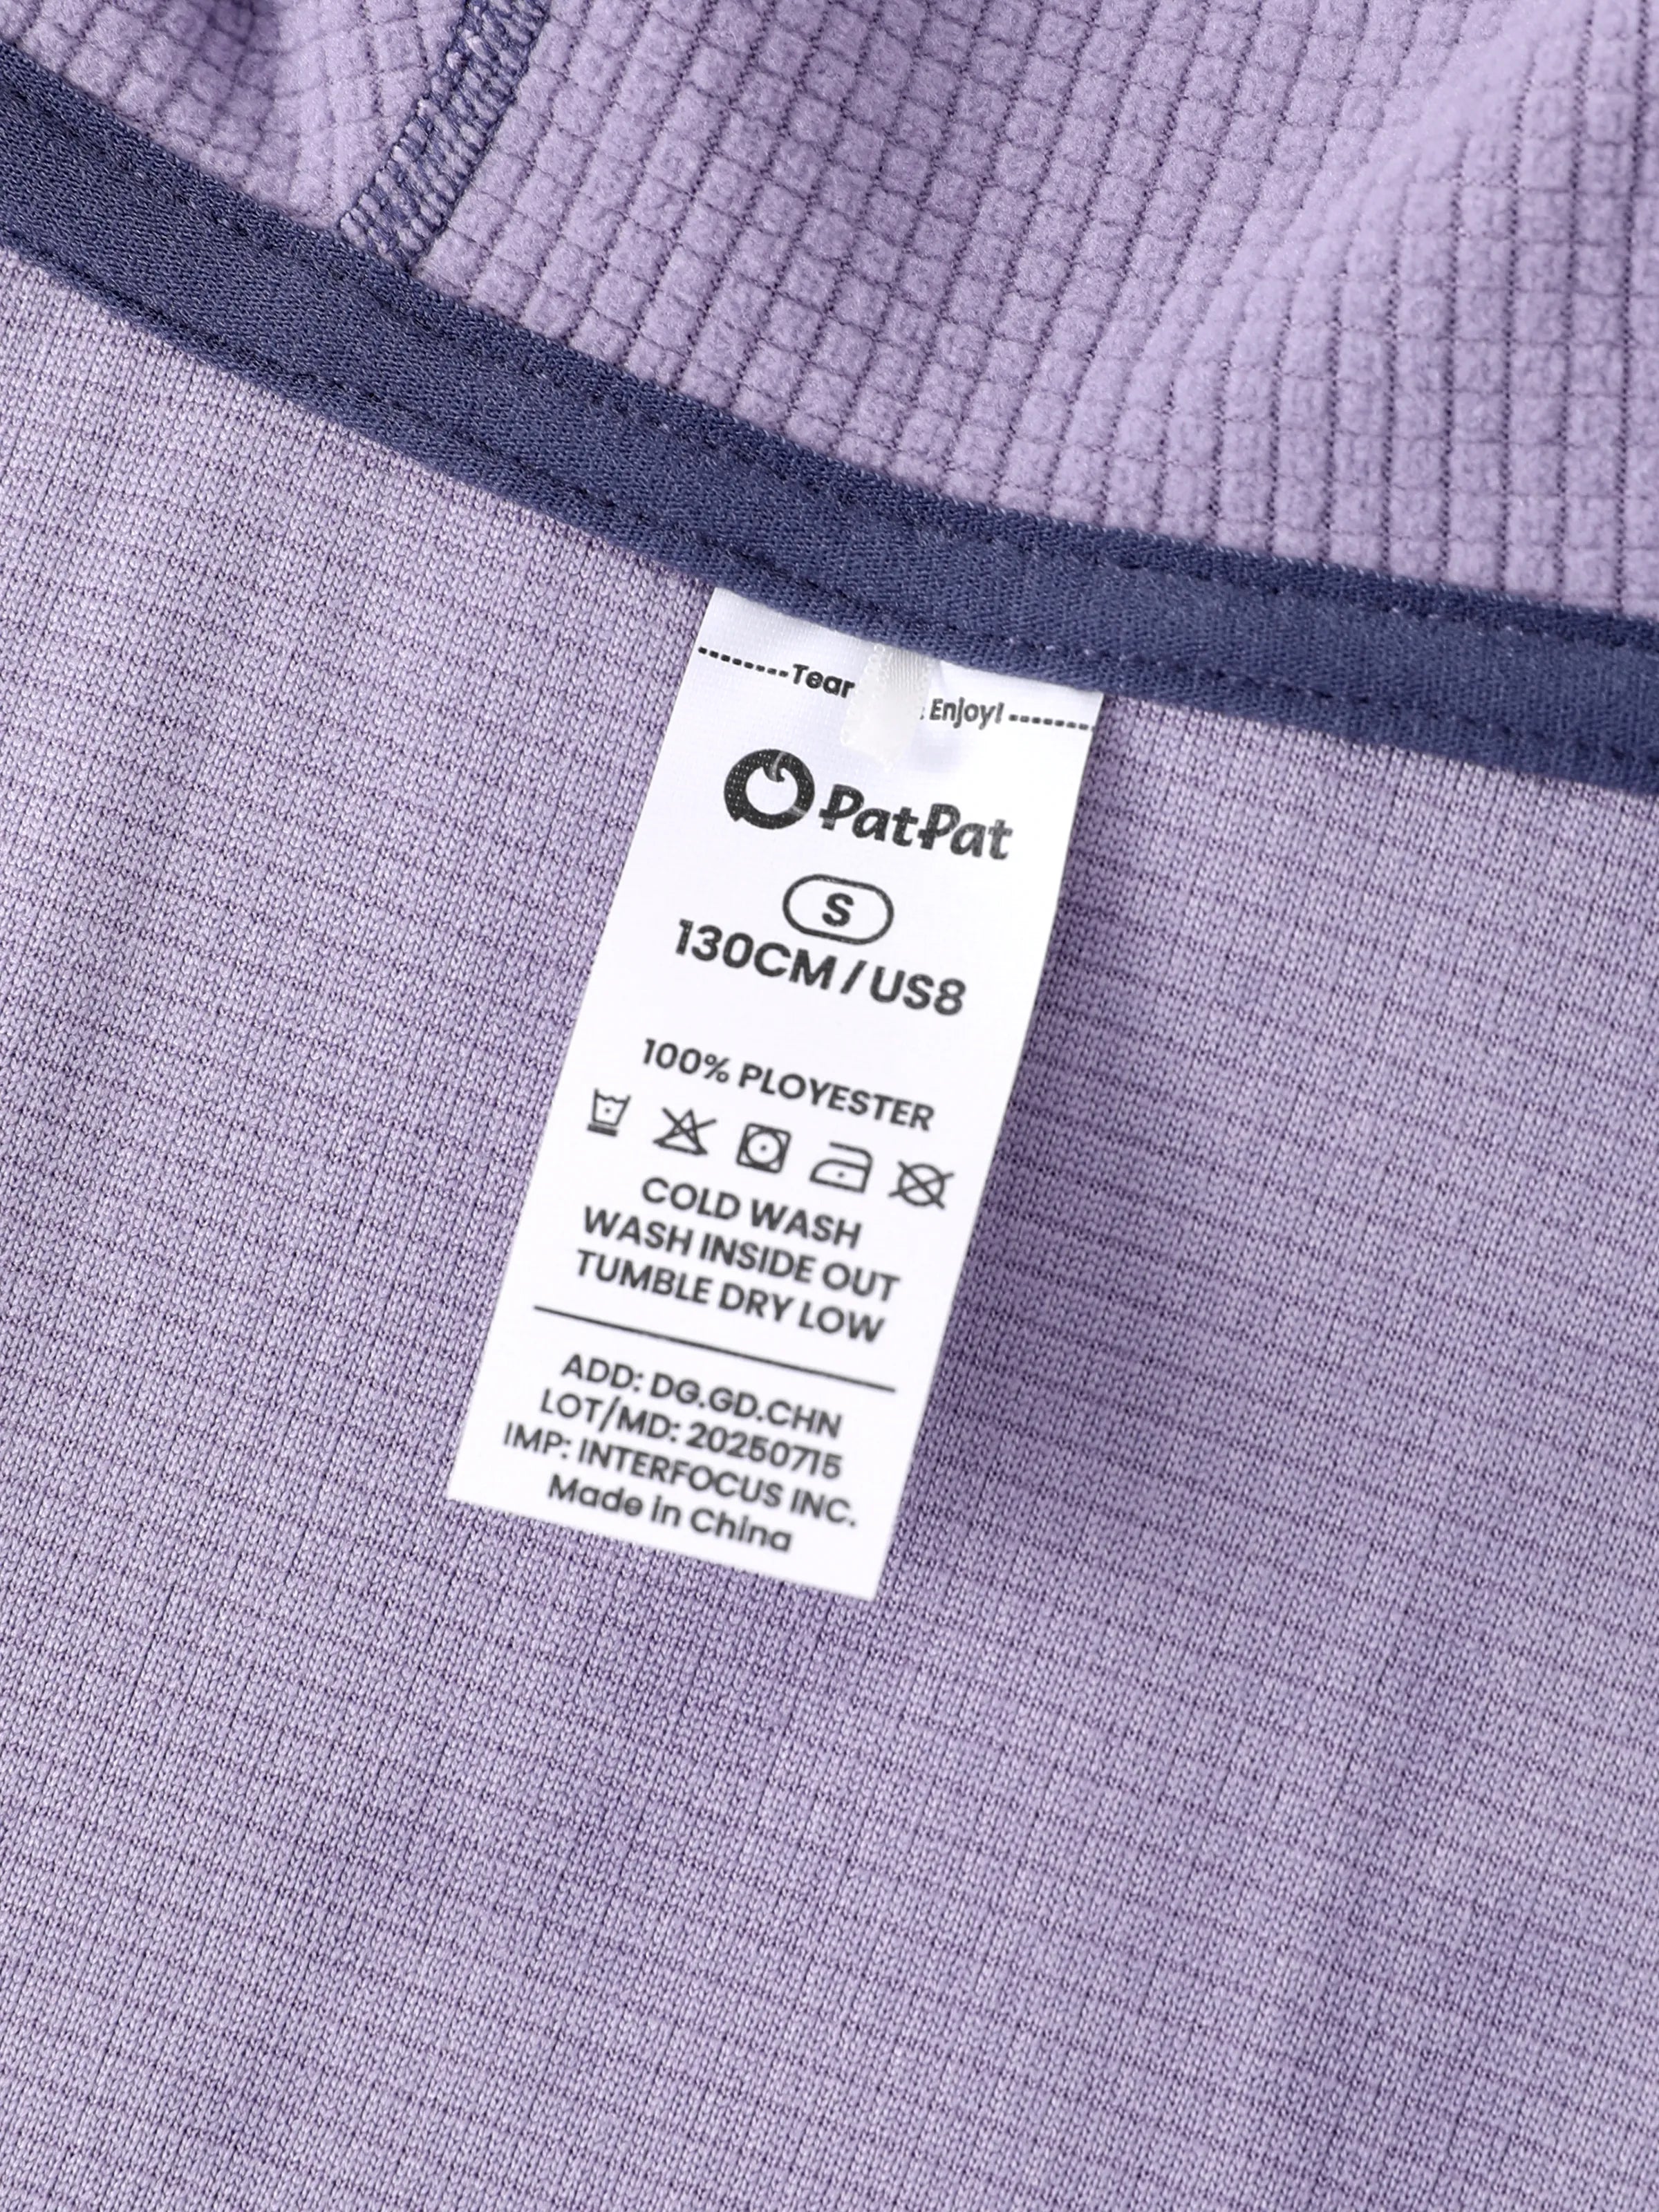 --------Tear Enjoy!-------
PatPat
S
130CM/US8
100% PLOYESTER
COLD WASH
WASH INSIDE OUT
TUMBLE DRY LOW
ADD: DG.GD.CHN
LOT/MD: 20250715
IMP: INTERFOCUS INC.
Made in China